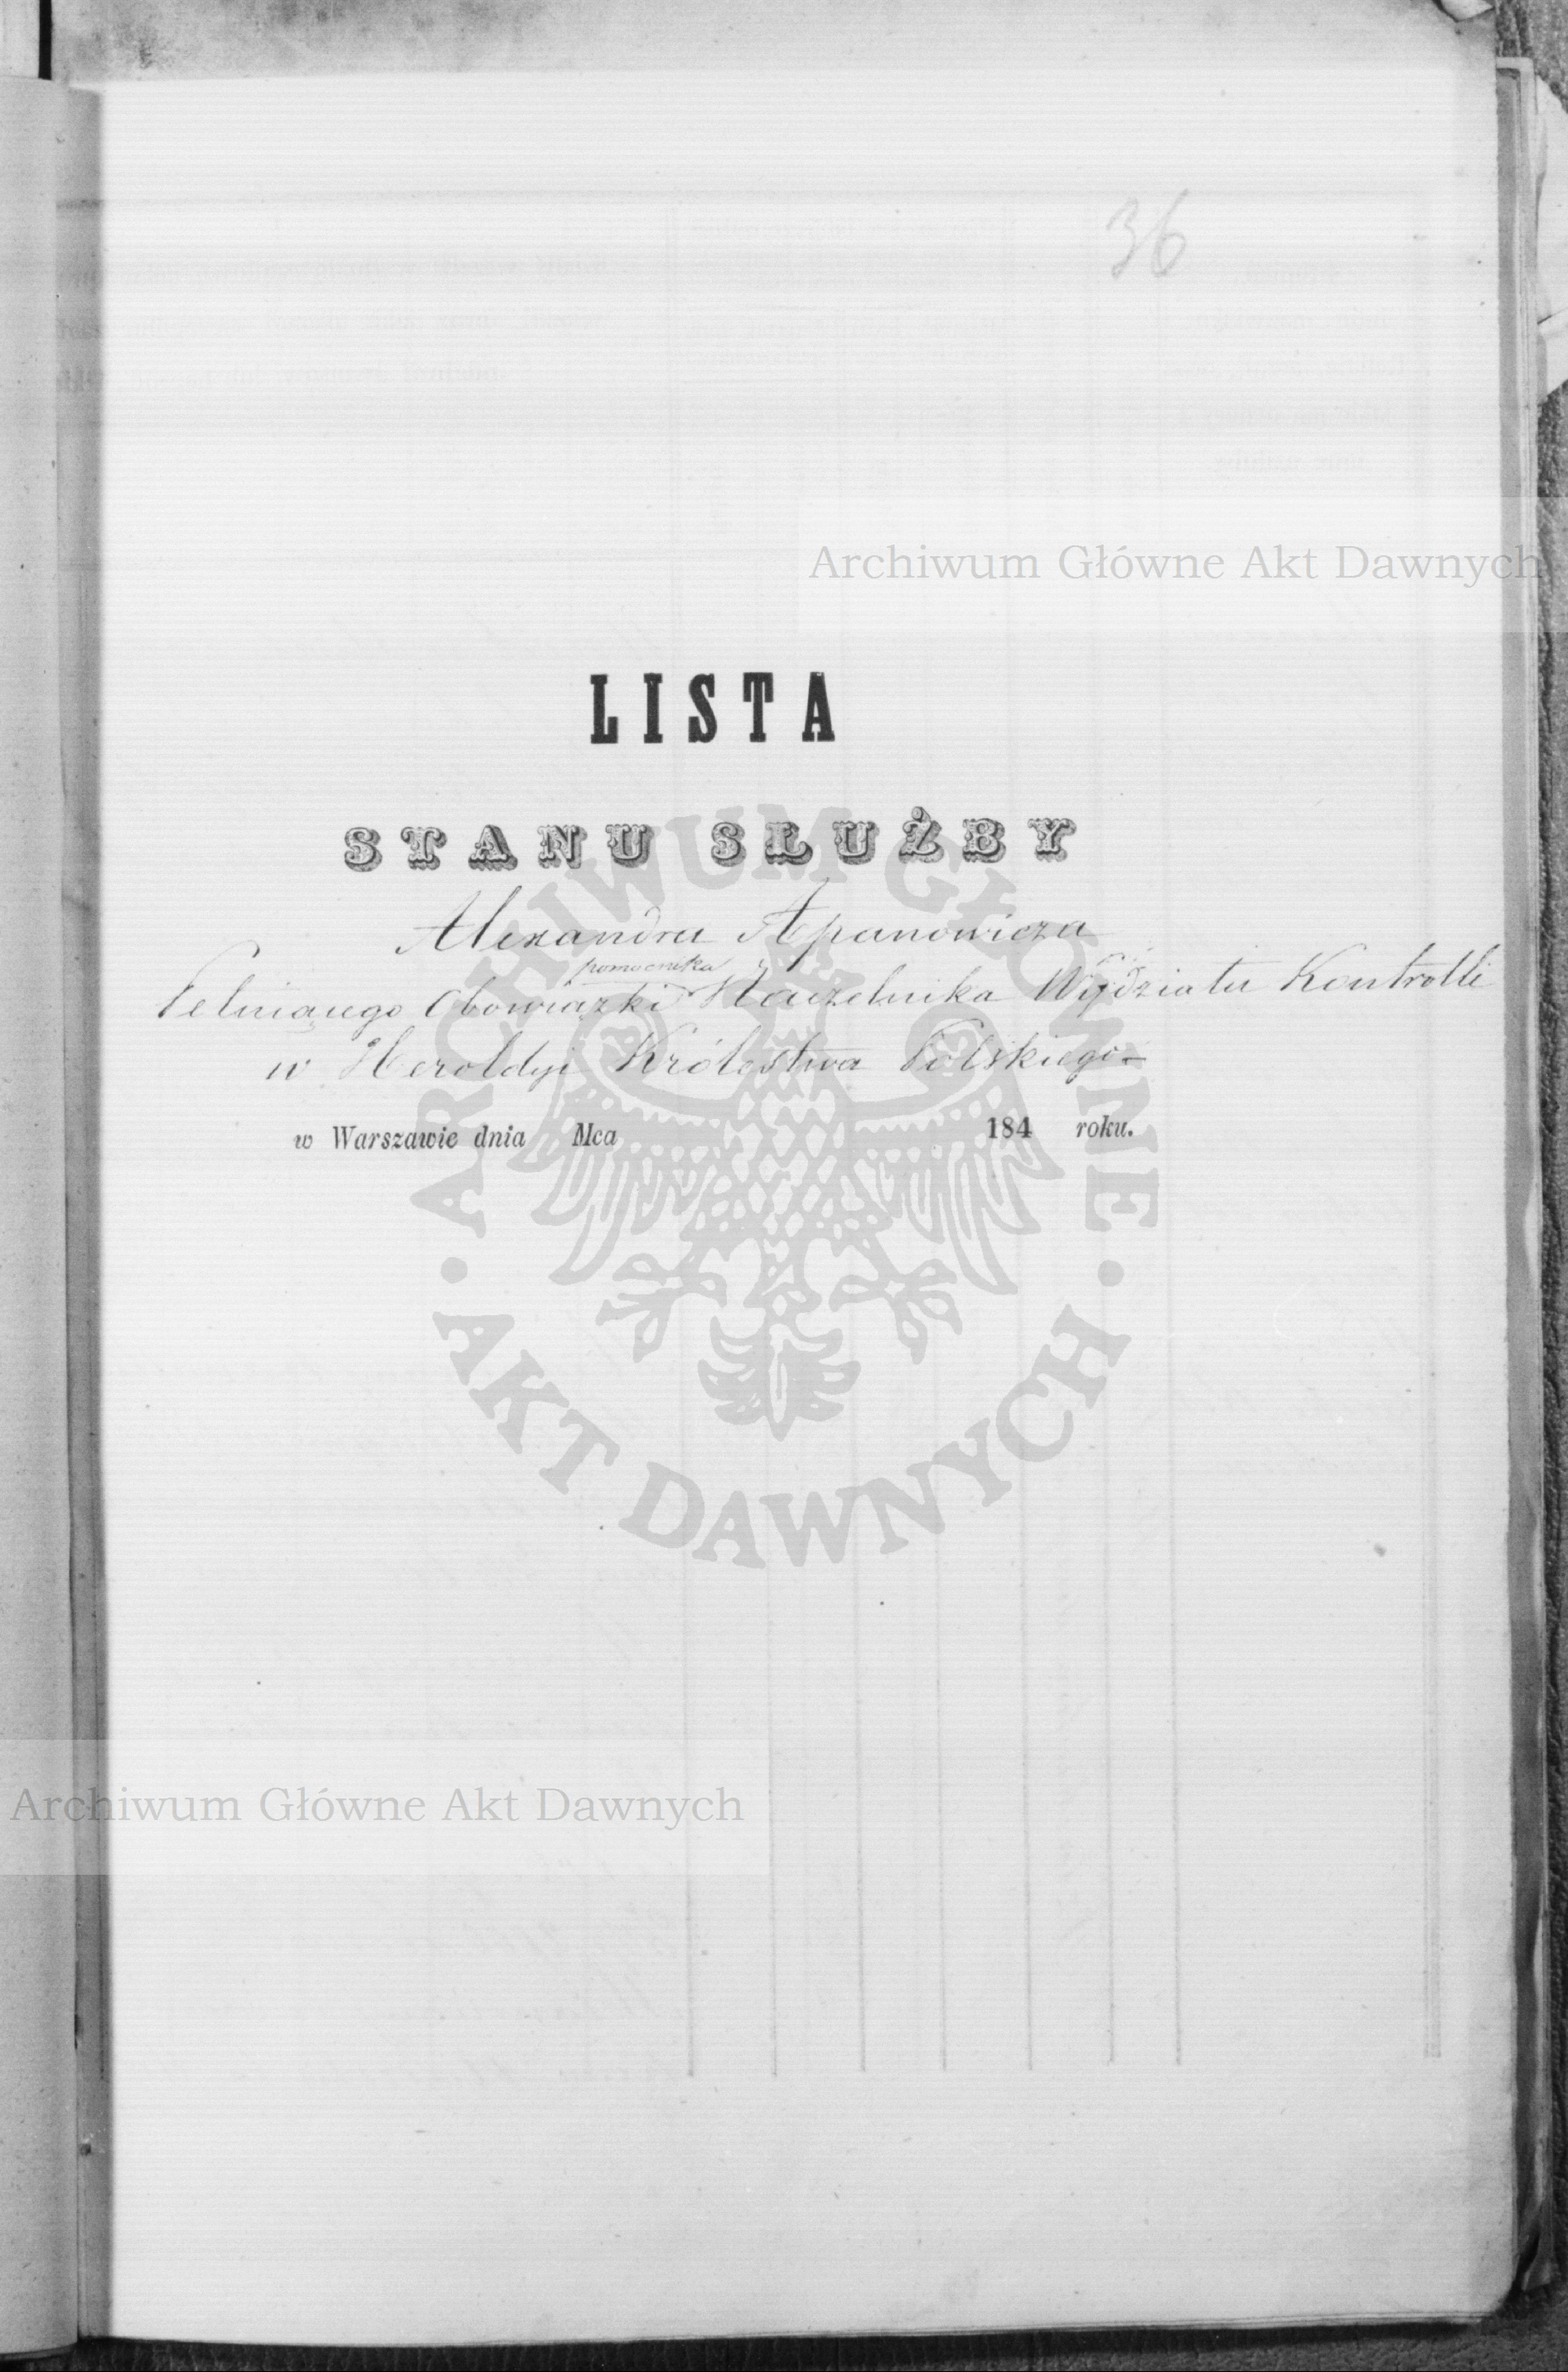 36
Archiwum Główne Akt Dawnych
LISTA
STANU SŁUŻBY
Alexandra Apanowicza
pomocnika
Pełniącego Obowiązki Naczelnika Wydziału Kontrolli
w Heroldyi Królestwa Polskiego
w Warszawie dnia Mca 184 roku.
ARCHIWUM GŁÓWNE
AKT DAWNYCH
Archiwum Główne Akt Dawnych